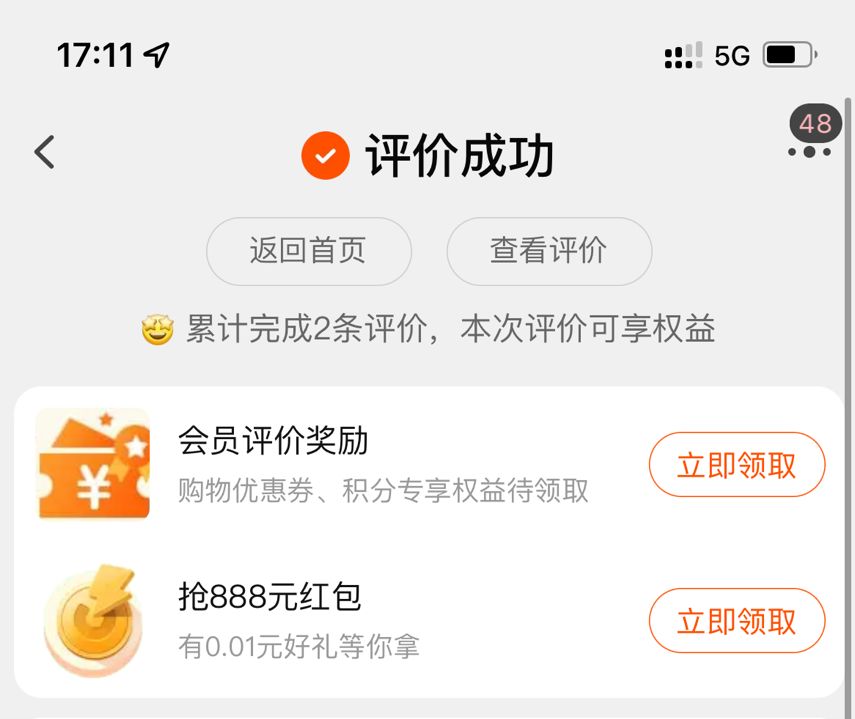 17:11 5G
48
评价成功
返回首页 查看评价
累计完成2条评价，本次评价可享权益
会员评价奖励
购物优惠券、积分专享权益待领取
立即领取
¥
抢888元红包
有0.01元好礼等你拿
立即领取